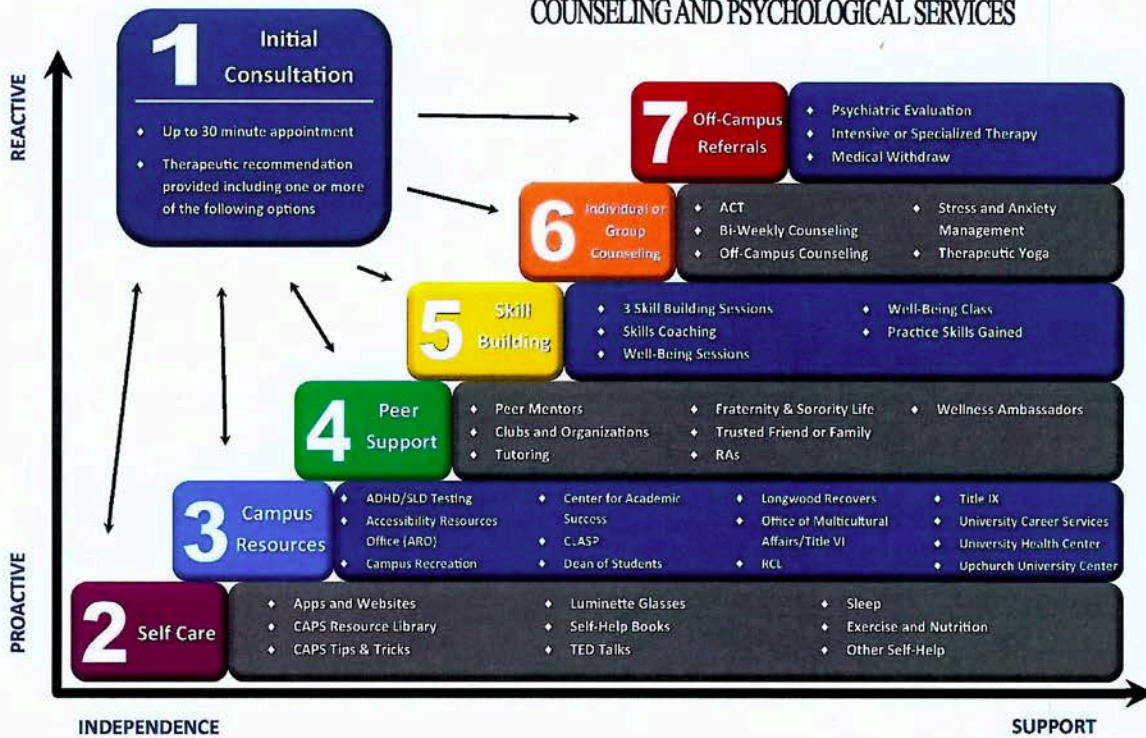 COUNSELING AND PSYCHOLOGICAL SERVICES
REACTIVE
PROACTIVE
1
Initial
Consultation
♦ Up to 30 minute appointment
♦ Therapeutic recommendation
provided including one or more
of the following options
7
Off-Campus
Referrals
♦ Psychiatric Evaluation
♦ Intensive or Specialized Therapy
♦ Medical Withdraw
6
Individual or
Group
Counseling
♦ ACT
♦ Bi-Weekly Counseling
♦ Off-Campus Counseling
♦ Stress and Anxiety
Management
♦ Therapeutic Yoga
5
Skill
Building
♦ 3 Skill Building Sessions
♦ Skills Coaching
♦ Well-Being Sessions
♦ Well-Being Class
♦ Practice Skills Gained
4
Peer
Support
♦ Peer Mentors
♦ Clubs and Organizations
♦ Tutoring
♦ Fraternity & Sorority Life
♦ Trusted Friend or Family
♦ RAs
♦ Wellness Ambassadors
3
Campus
Resources
♦ ADHD/SLD Testing
♦ Accessibility Resources
Office (ARO)
♦ Campus Recreation
♦ Center for Academic
Success
♦ CLASP
♦ Dean of Students
♦ Longwood Recovers
♦ Office of Multicultural
Affairs/Title VI
♦ RCL
♦ Title IX
♦ University Career Services
♦ University Health Center
♦ Upchurch University Center
2
Self Care
♦ Apps and Websites
♦ CAPS Resource Library
♦ CAPS Tips & Tricks
♦ Luminette Glasses
♦ Self-Help Books
♦ TED Talks
♦ Sleep
♦ Exercise and Nutrition
♦ Other Self-Help
INDEPENDENCE
SUPPORT